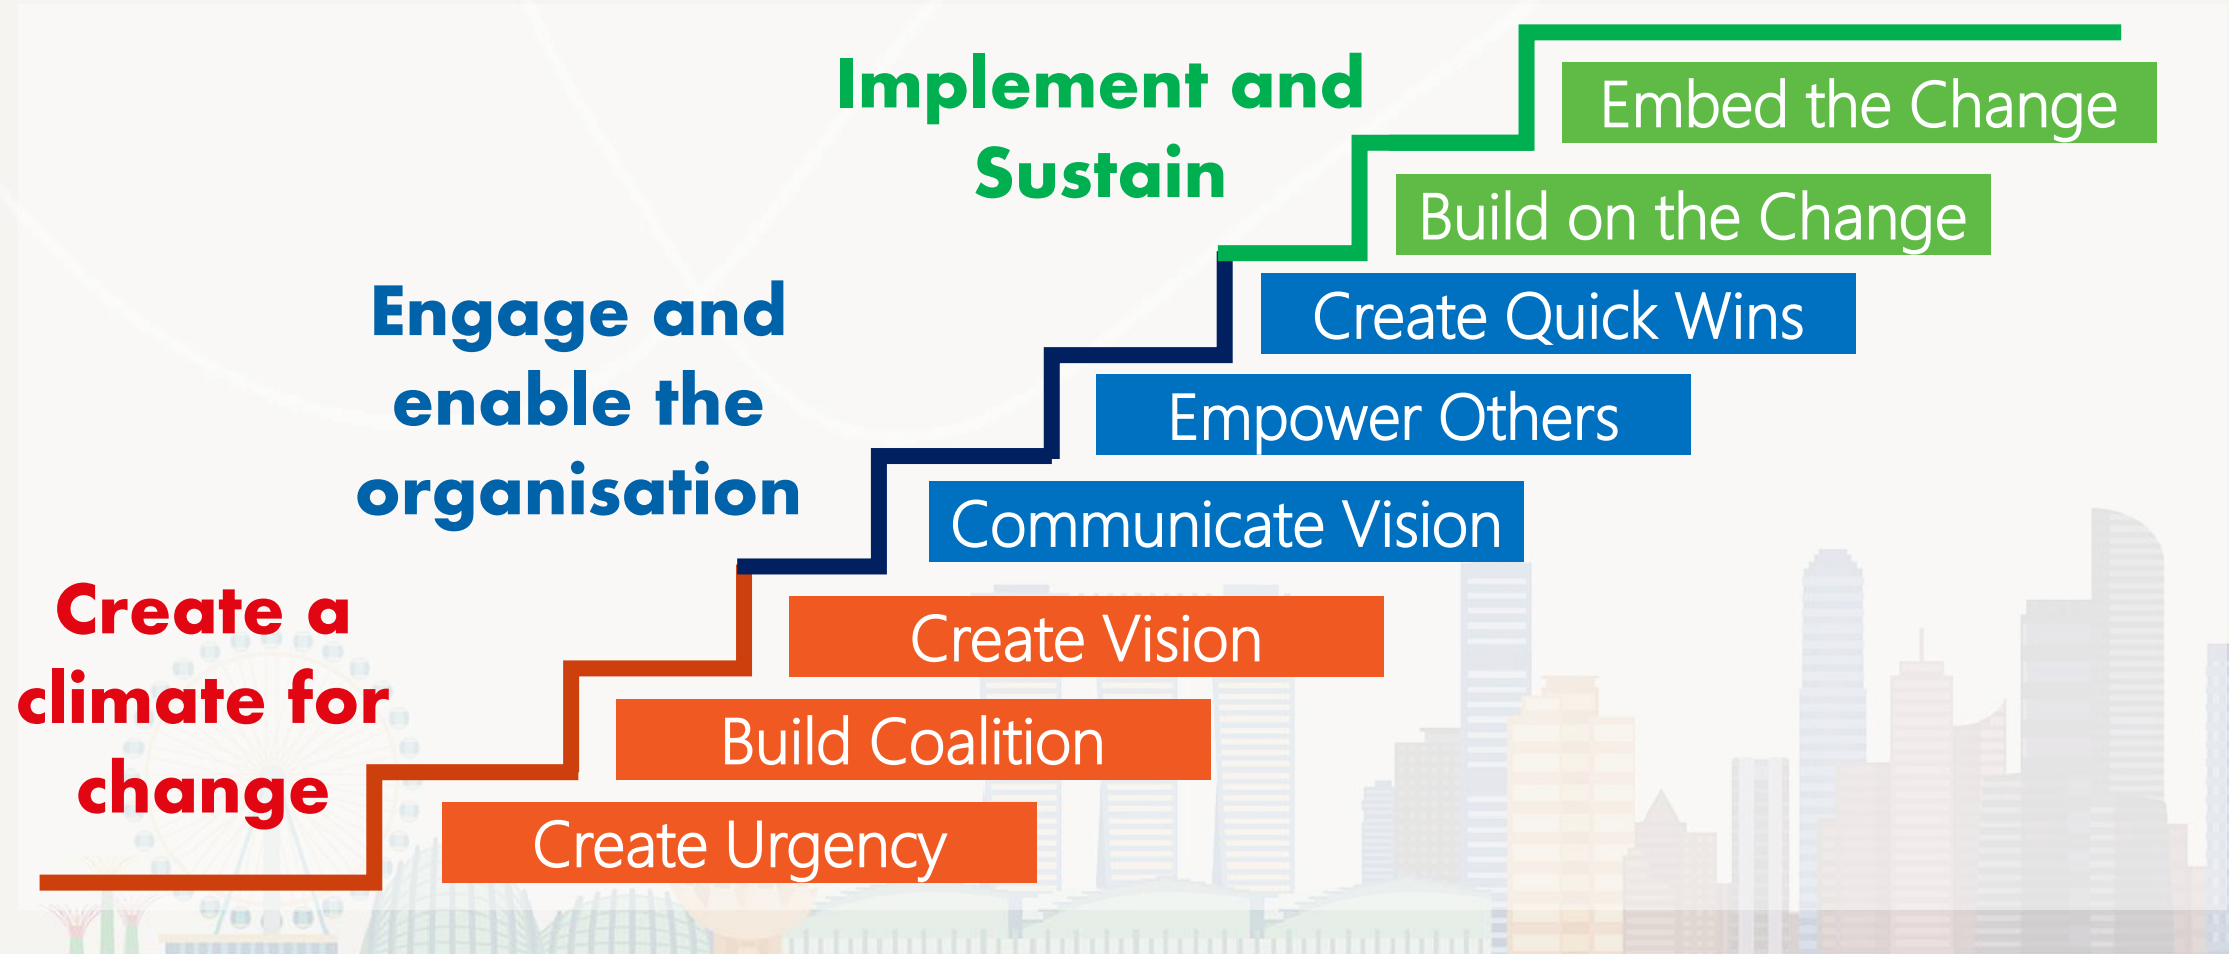 Implement and
Sustain
Embed the Change
Build on the Change
Engage and
enable the
organisation
Create Quick Wins
Empower Others
Communicate Vision
Create a
climate for
change
Create Vision
Build Coalition
Create Urgency